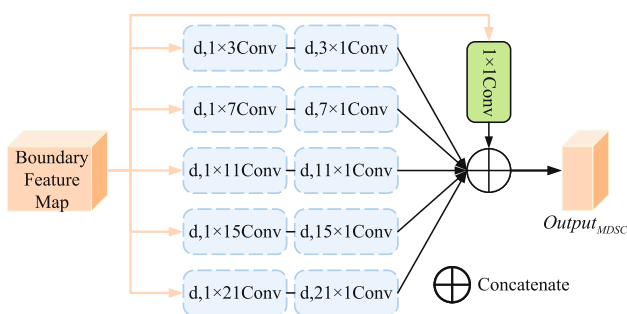 d,1×3Conv
d,3×1Conv
1×1Conv
d,1×7Conv
d,7×1Conv
Boundary
Feature
Map
d,1×11Conv
d,11×1Conv
d,1×15Conv
d,15×1Conv
Output_MDSC
d,1×21Conv
d,21×1Conv
Concatenate